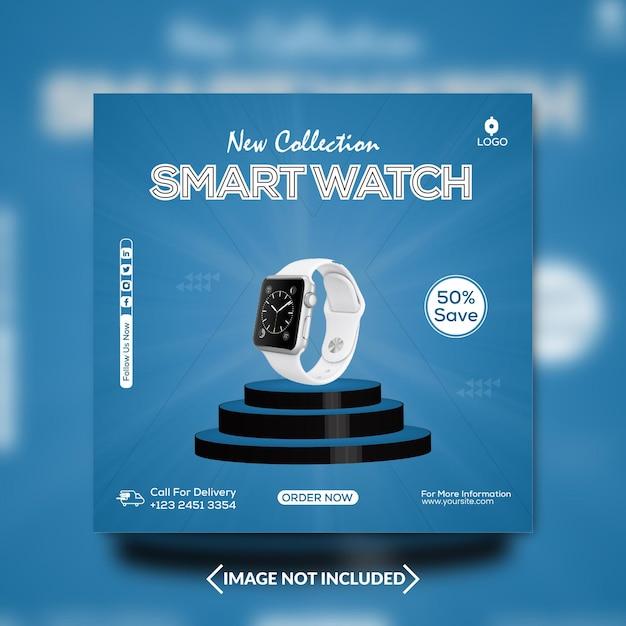 New Collection
SMART WATCH
LOGO
Follow Us Now
50%
Save
Call For Delivery
+123 2451 3354
ORDER NOW
For More Information
www.yoursite.com
IMAGE NOT INCLUDED